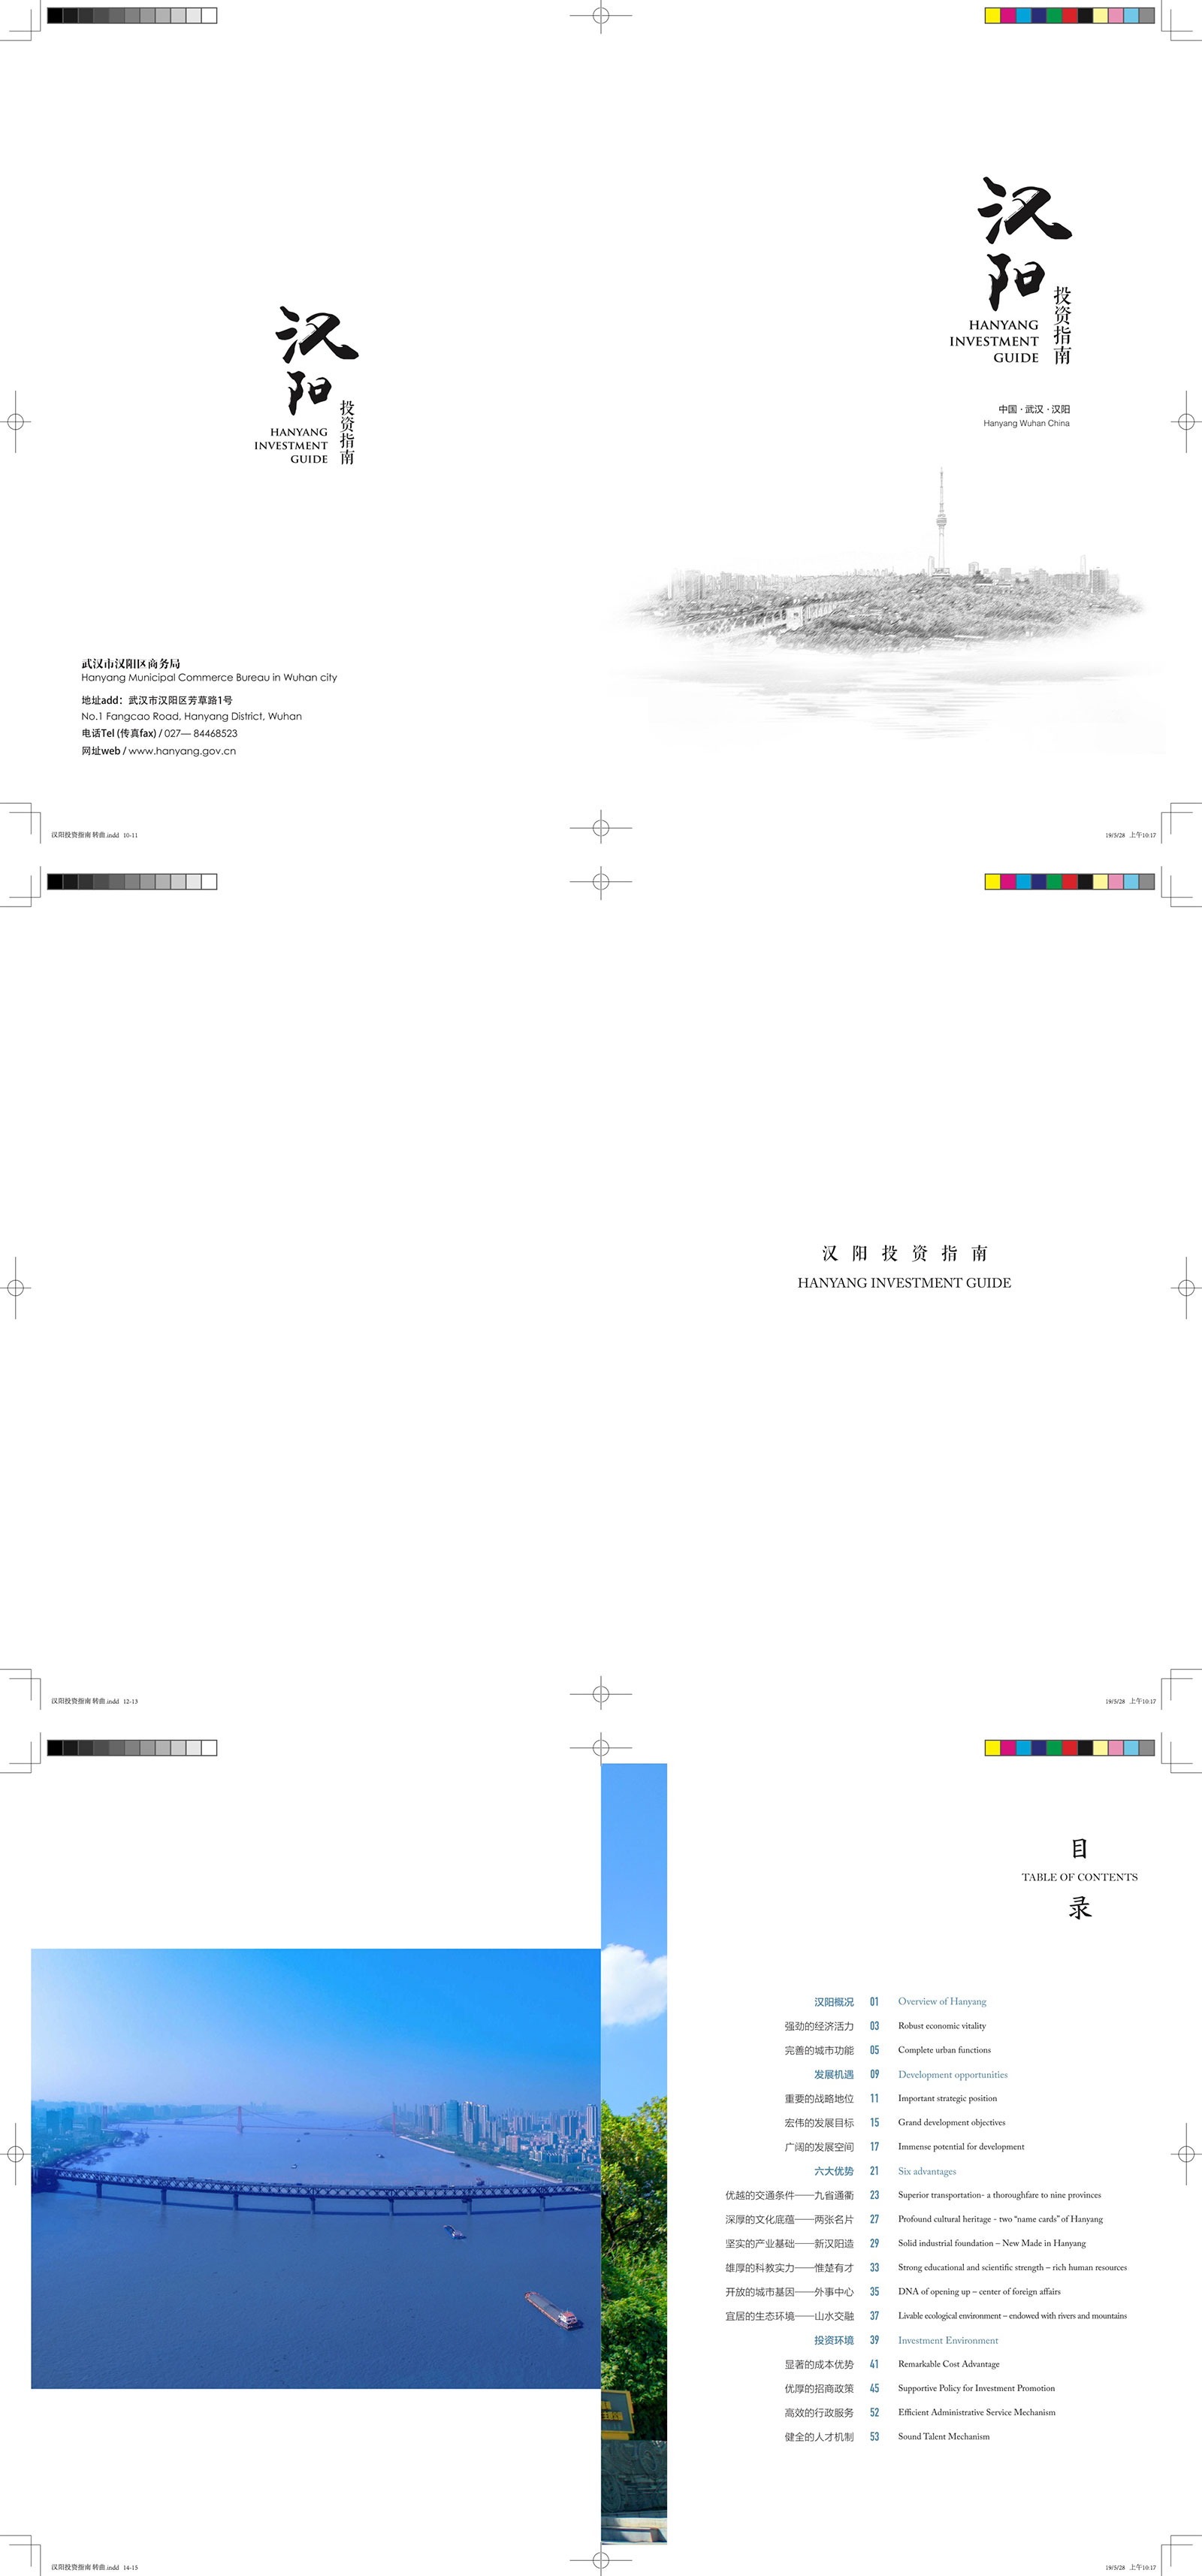 汉阳
投资指南
HANYANG
INVESTMENT
GUIDE
武汉市汉阳区商务局
Hanyang Municipal Commerce Bureau in Wuhan city
地址add：武汉市汉阳区芳草路1号
No.1 Fangcao Road, Hanyang District, Wuhan
电话Tel (传真fax) / 027— 84468523
网址web / www.hanyang.gov.cn
汉阳
投资指南
HANYANG
INVESTMENT
GUIDE
中国 · 武汉 · 汉阳
Hanyang Wuhan China
汉阳投资指南 转曲.indd 10-11
19/5/28 上午10:17
汉阳投资指南
HANYANG INVESTMENT GUIDE
汉阳投资指南 转曲.indd 12-13
19/5/28 上午10:17
目
TABLE OF CONTENTS
录
汉阳概况 01 Overview of Hanyang
强劲的经济活力 03 Robust economic vitality
完善的城市功能 05 Complete urban functions
发展机遇 09 Development opportunities
重要的战略地位 11 Important strategic position
宏伟的发展目标 15 Grand development objectives
广阔的发展空间 17 Immense potential for development
六大优势 21 Six advantages
优越的交通条件——九省通衢 23 Superior transportation- a thoroughfare to nine provinces
深厚的文化底蕴——两张名片 27 Profound cultural heritage - two “name cards” of Hanyang
坚实的产业基础——新汉阳造 29 Solid industrial foundation – New Made in Hanyang
雄厚的科教实力——惟楚有才 33 Strong educational and scientific strength – rich human resources
开放的城市基因——外事中心 35 DNA of opening up – center of foreign affairs
宜居的生态环境——山水交融 37 Livable ecological environment – endowed with rivers and mountains
投资环境 39 Investment Environment
显著的成本优势 41 Remarkable Cost Advantage
优厚的招商政策 45 Supportive Policy for Investment Promotion
高效的行政服务 52 Efficient Administrative Service Mechanism
健全的人才机制 53 Sound Talent Mechanism
汉阳投资指南 转曲.indd 14-15
19/5/28 上午10:17